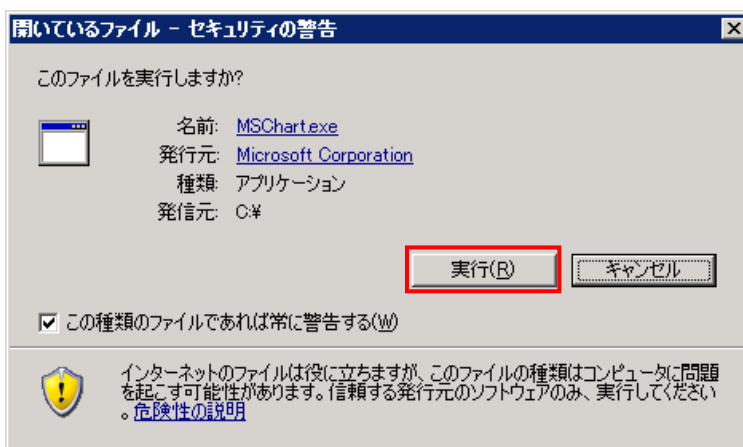 開いているファイル - セキュリティの警告
このファイルを実行しますか?
名前: MSChart.exe
発行元: Microsoft Corporation
種類: アプリケーション
発信元: C:¥
実行(R) キャンセル
この種類のファイルであれば常に警告する(W)
インターネットのファイルは役に立ちますが、このファイルの種類はコンピュータに問題
を起こす可能性があります。信頼する発行元のソフトウェアのみ、実行してください
。危険性の説明